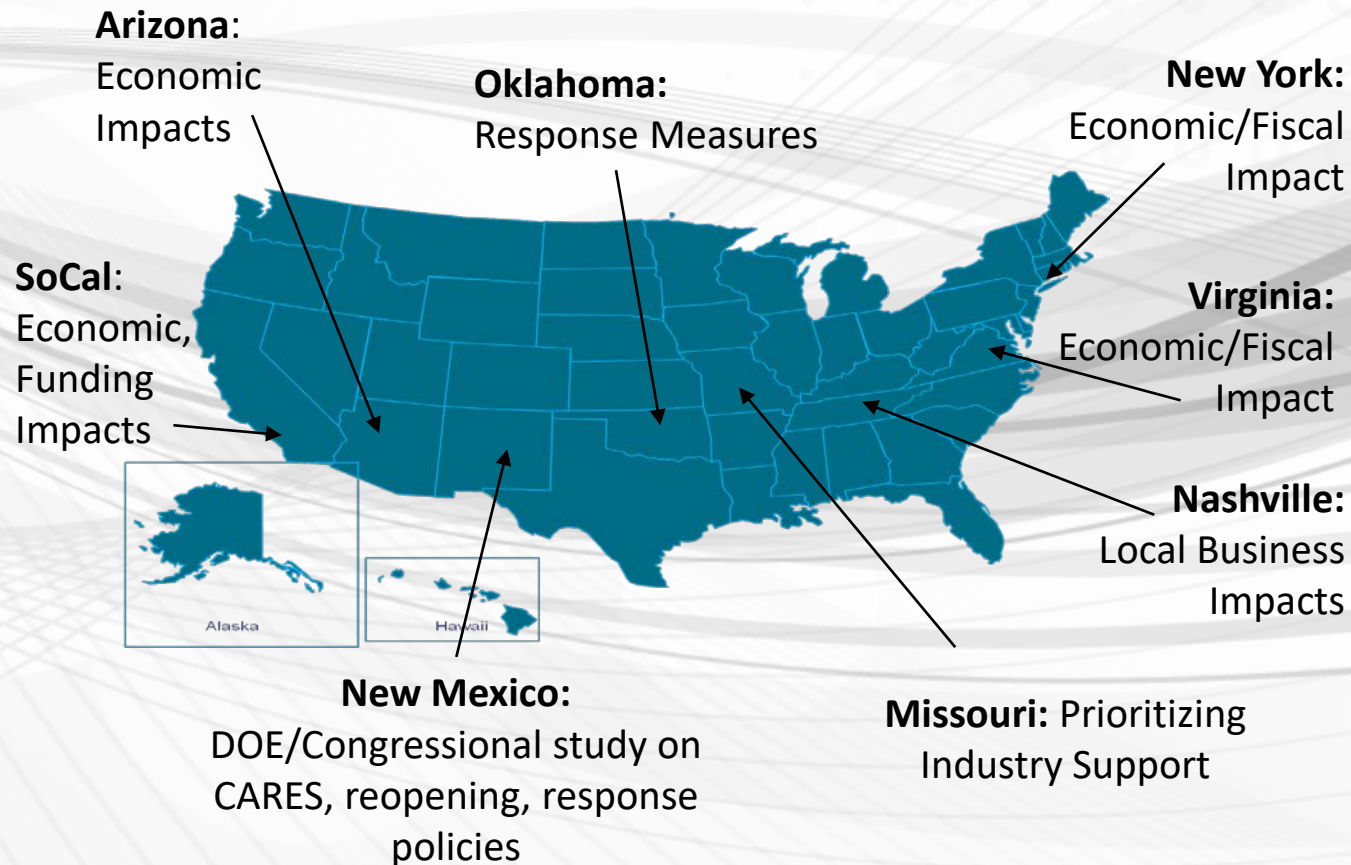 Arizona:
Economic
Impacts
Oklahoma:
Response Measures
New York:
Economic/Fiscal
Impact
SoCal:
Economic,
Funding
Impacts
Virginia:
Economic/Fiscal
Impact
Nashville:
Local Business
Impacts
Alaska
Hawaii
New Mexico:
DOE/Congressional study on
CARES, reopening, response
policies
Missouri: Prioritizing
Industry Support